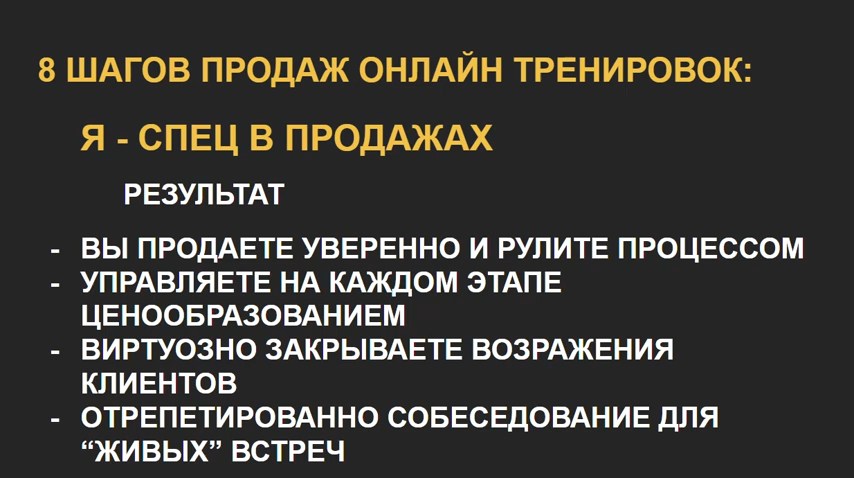 8 ШАГОВ ПРОДАЖ ОНЛАЙН ТРЕНИРОВОК:
Я - СПЕЦ В ПРОДАЖАХ
РЕЗУЛЬТАТ
- ВЫ ПРОДАЕТЕ УВЕРЕННО И РУЛИТЕ ПРОЦЕССОМ
- УПРАВЛЯЕТЕ НА КАЖДОМ ЭТАПЕ
ЦЕНООБРАЗОВАНИЕМ
- ВИРТУОЗНО ЗАКРЫВАЕТЕ ВОЗРАЖЕНИЯ
КЛИЕНТОВ
- ОТРЕПЕТИРОВАННО СОБЕСЕДОВАНИЕ ДЛЯ
“ЖИВЫХ” ВСТРЕЧ